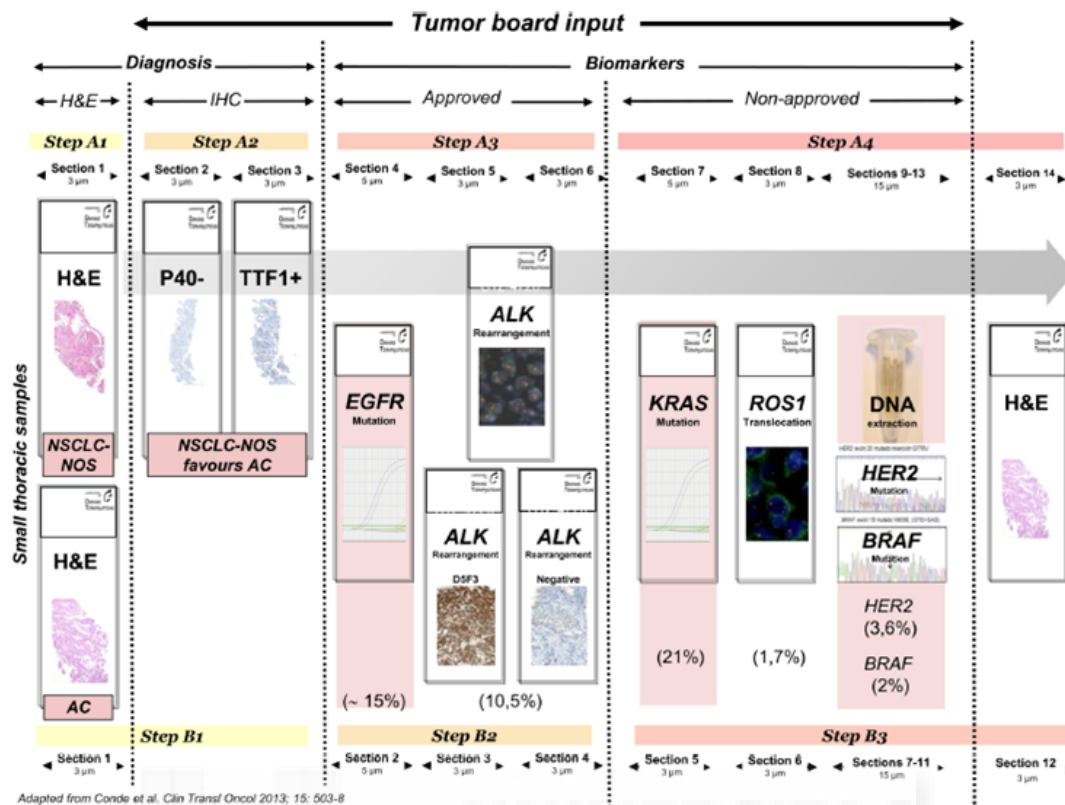 Tumor board input
Diagnosis
Biomarkers
H&E
IHC
Approved
Non-approved
Step A1
Step A2
Step A3
Step A4
Section 1
3 μm
Section 2
3 μm
Section 3
3 μm
Section 4
5 μm
Section 5
3 μm
Section 6
3 μm
Section 7
5 μm
Section 8
3 μm
Sections 9-13
15 μm
Section 14
3 μm
Small thoracic samples
H&E
NSCLC-
NOS
P40-
TTF1+
NSCLC-NOS
favours AC
H&E
AC
EGFR
Mutation
(~ 15%)
ALK
Rearrangement
ALK
Rearrangement
D5F3
ALK
Rearrangement
Negative
(10,5%)
KRAS
Mutation
(21%)
ROS1
Translocation
(1,7%)
DNA
extraction
HER2
Mutation
BRAF
Mutation
HER2
(3,6%)
BRAF
(2%)
H&E
Step B1
Step B2
Step B3
Section 1
3 μm
Section 2
5 μm
Section 3
3 μm
Section 4
3 μm
Section 5
3 μm
Section 6
3 μm
Sections 7-11
15 μm
Section 12
3 μm
Adapted from Conde et al. Clin Transl Oncol 2013; 15: 503-8